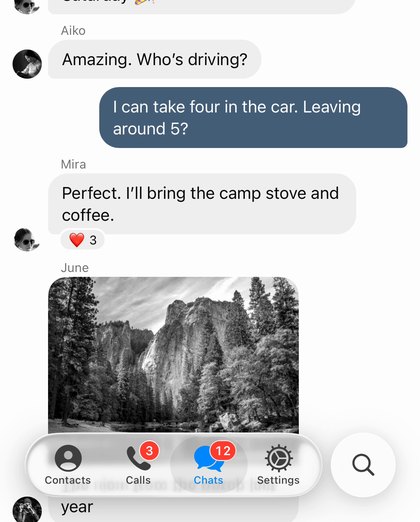 Saturday 🎉
Aiko
Amazing. Who’s driving?
I can take four in the car. Leaving
around 5?
Mira
Perfect. I’ll bring the camp stove and
coffee.
❤️ 3
June
3
12
Contacts
Calls
Chats
Settings
year